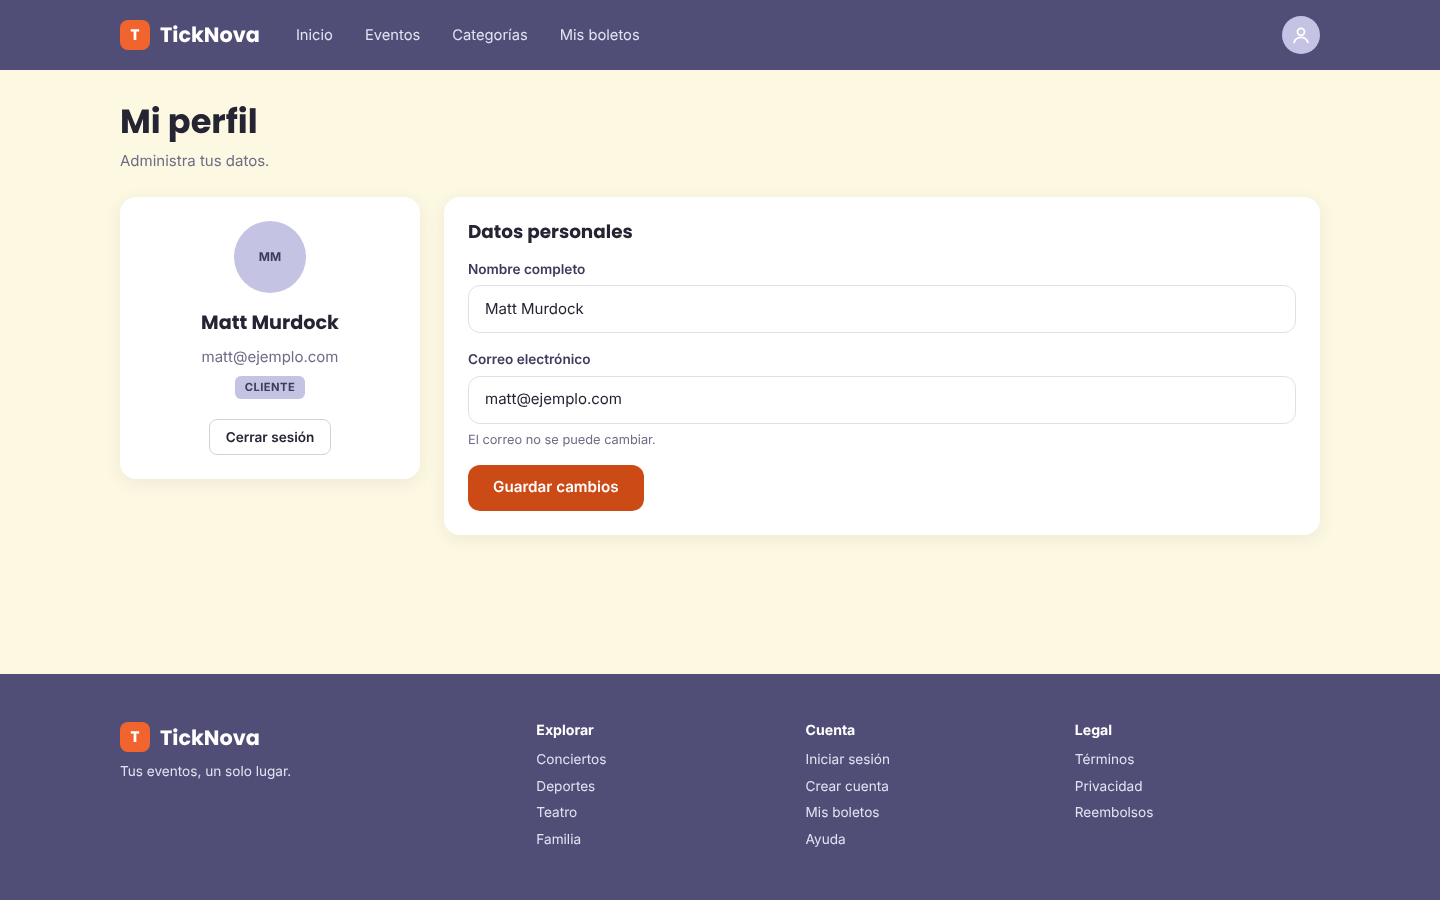 T TickNova Inicio Eventos Categorías Mis boletos
Mi perfil
Administra tus datos.
MM
Matt Murdock
matt@ejemplo.com
CLIENTE
Cerrar sesión
Datos personales
Nombre completo
Matt Murdock
Correo electrónico
matt@ejemplo.com
El correo no se puede cambiar.
Guardar cambios
T TickNova
Tus eventos, un solo lugar.
Explorar
Conciertos
Deportes
Teatro
Familia
Cuenta
Iniciar sesión
Crear cuenta
Mis boletos
Ayuda
Legal
Términos
Privacidad
Reembolsos